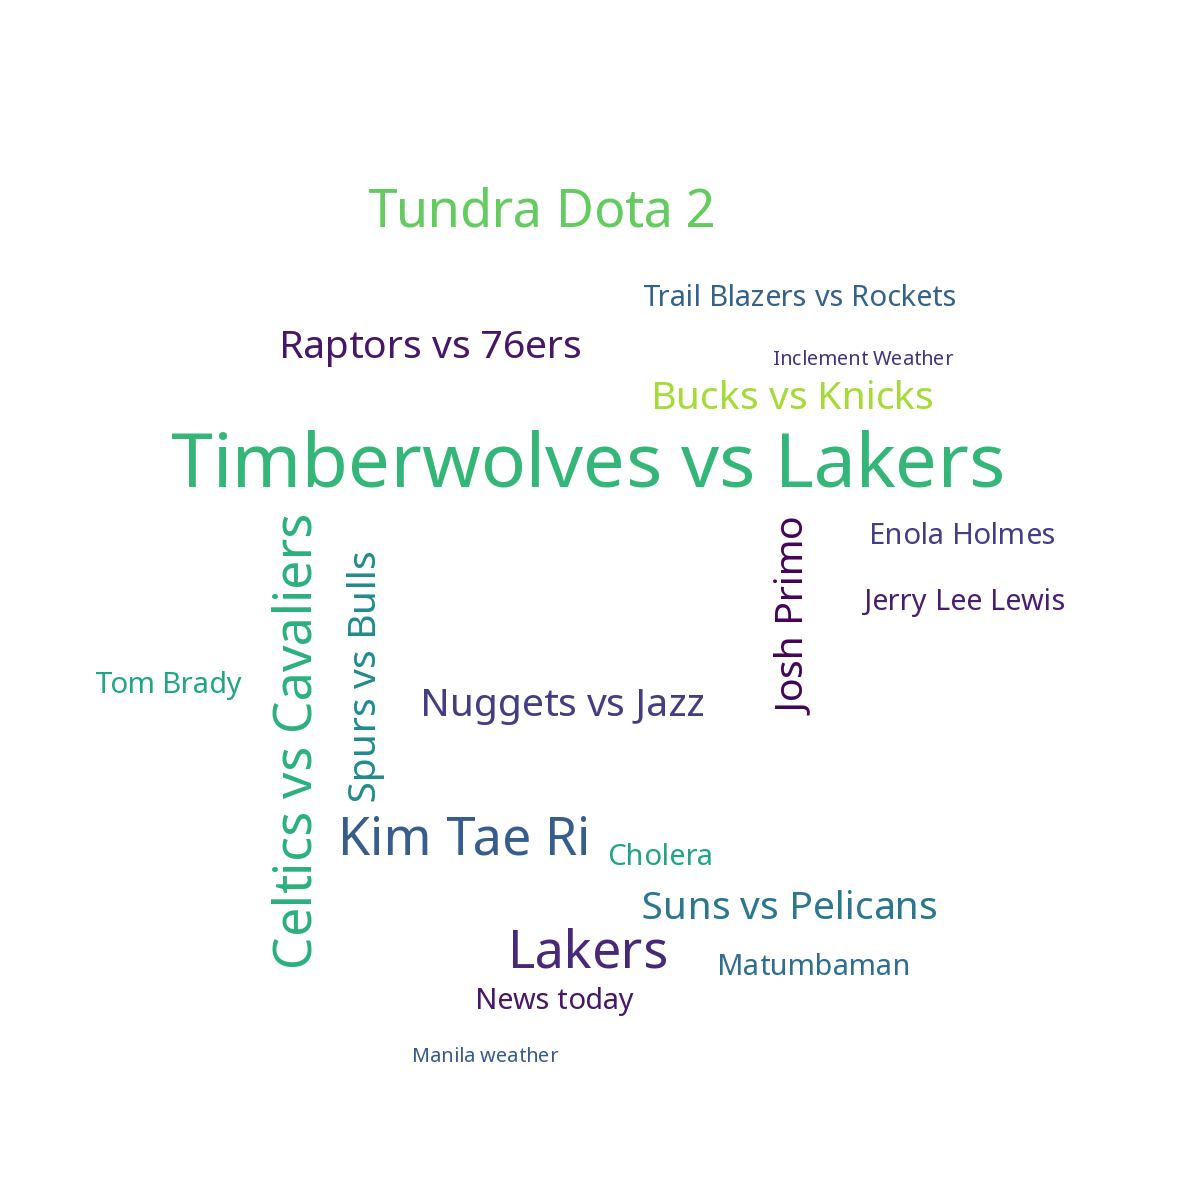 Tundra Dota 2
Trail Blazers vs Rockets
Raptors vs 76ers
Inclement Weather
Bucks vs Knicks
Timberwolves vs Lakers
Celtics vs Cavaliers
Spurs vs Bulls
Josh Primo
Enola Holmes
Jerry Lee Lewis
Tom Brady
Nuggets vs Jazz
Kim Tae Ri
Cholera
Suns vs Pelicans
Lakers
Matumbaman
News today
Manila weather